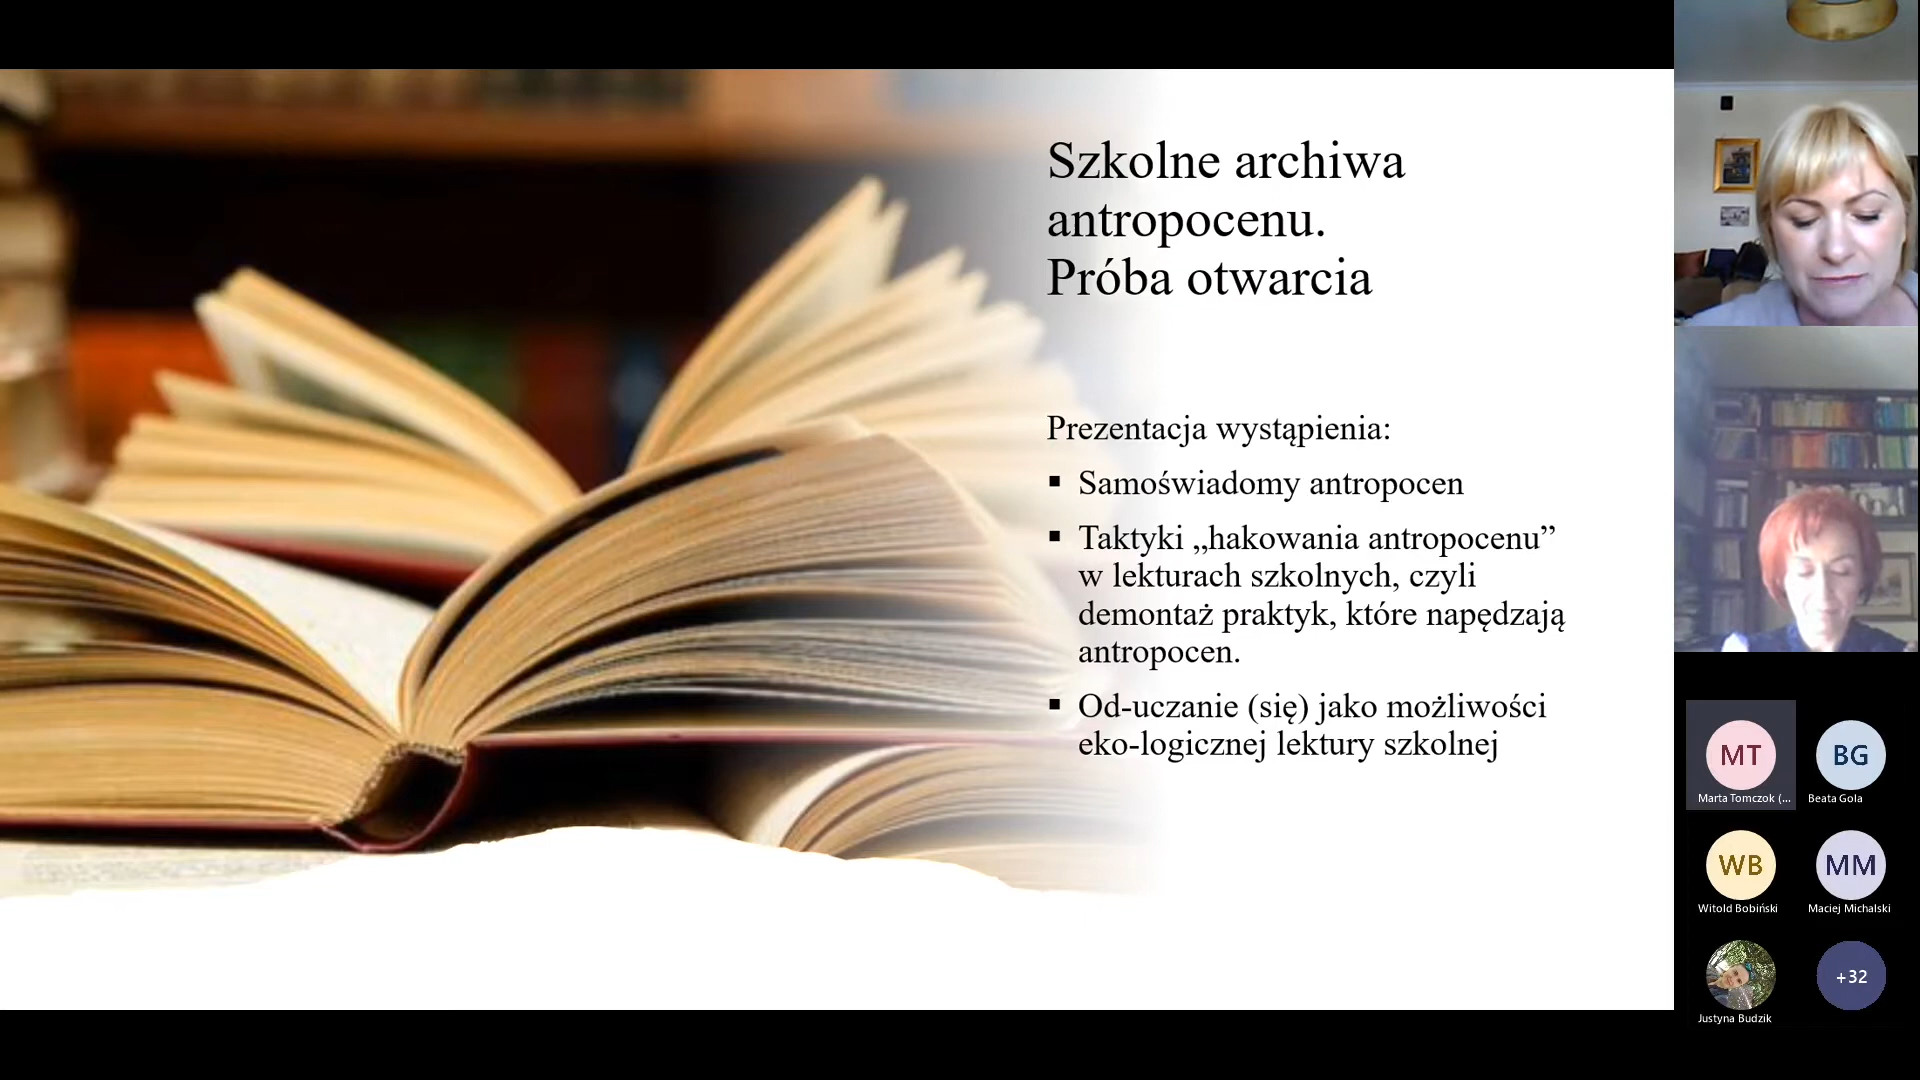 Szkolne archiwa
antropocenu.
Próba otwarcia
Prezentacja wystąpienia:
▪ Samoświadomy antropocen
▪ Taktyki „hakowania antropocenu”
w lekturach szkolnych, czyli
demontaż praktyk, które napędzają
antropocen.
▪ Od-uczanie (się) jako możliwości
eko-logicznej lektury szkolnej
MT
BG
Marta Tomczok (...
Beata Gola
WB
MM
Witold Bobiński
Maciej Michalski
+32
Justyna Budzik